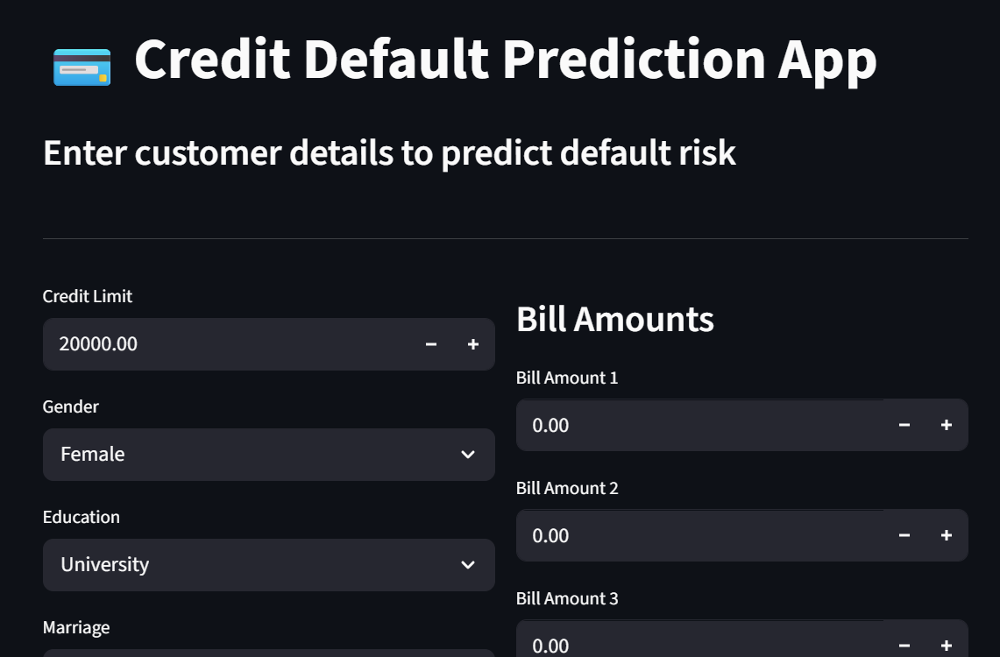 Credit Default Prediction App
Enter customer details to predict default risk
Credit Limit
20000.00
Gender
Female
Education
University
Marriage
Bill Amounts
Bill Amount 1
0.00
Bill Amount 2
0.00
Bill Amount 3
0.00